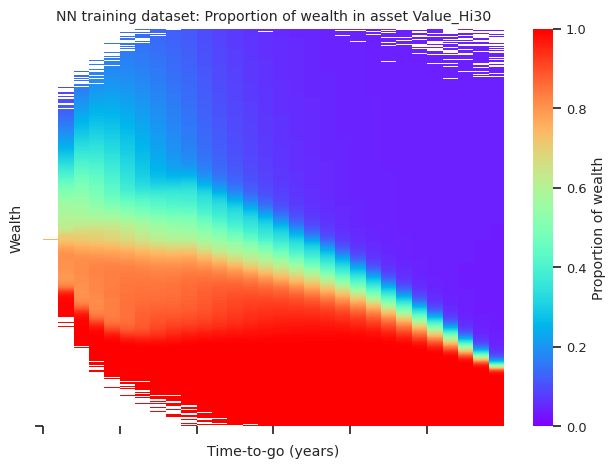 NN training dataset: Proportion of wealth in asset Value_Hi30
Wealth
Time-to-go (years)
1.0
0.8
0.6
0.4
0.2
0.0
Proportion of wealth